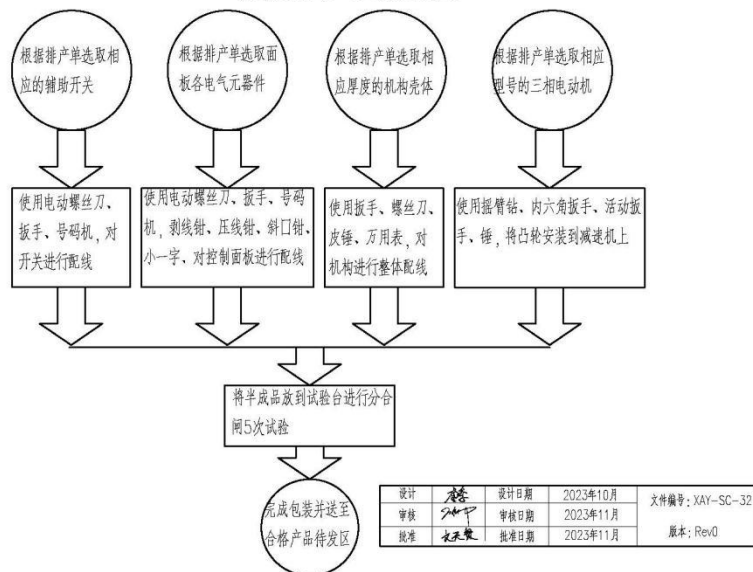 根据排产单选取相
应的辅助开关
根据排产单选取面
板各电气元器件
根据排产单选取相
应厚度的机构壳体
根据排产单选取相应
型号的三相电动机
使用电动螺丝刀、
扳手、号码机，对
开关进行配线
使用电动螺丝刀、扳手、号码
机，剥线钳、压线钳、斜口钳、
小一字、对控制面板进行配线
使用扳手、螺丝刀、
皮锤、万用表，对
机构进行整体配线
使用摇臂钻、内六角扳手、活动扳
手、锤，将凸轮安装到减速机上
将半成品放到试验台进行分合
闸5次试验
完成包装并送至
合格产品待发区
设计 设计日期 2023年10月
审核 审核日期 2023年11月
批准 批准日期 2023年11月
文件编号：XAY-SC-32
版本：Rev0